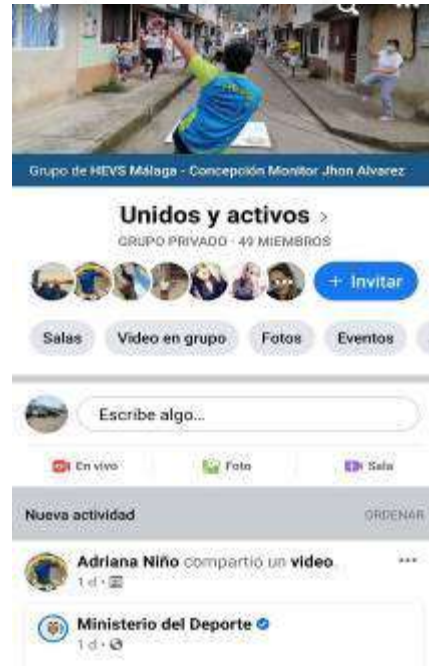 HEVS
Grupo de HEVS Málaga - Concepción Monitor Jhon Alvarez
Unidos y activos >
GRUPO PRIVADO · 49 MIEMBROS
+ Invitar
Salas Video en grupo Fotos Eventos
Escribe algo...
En vivo Foto Sala
Nueva actividad ORDENAR
Adriana Niño compartió un video ...
1 d ·
Ministerio del Deporte
1 d ·